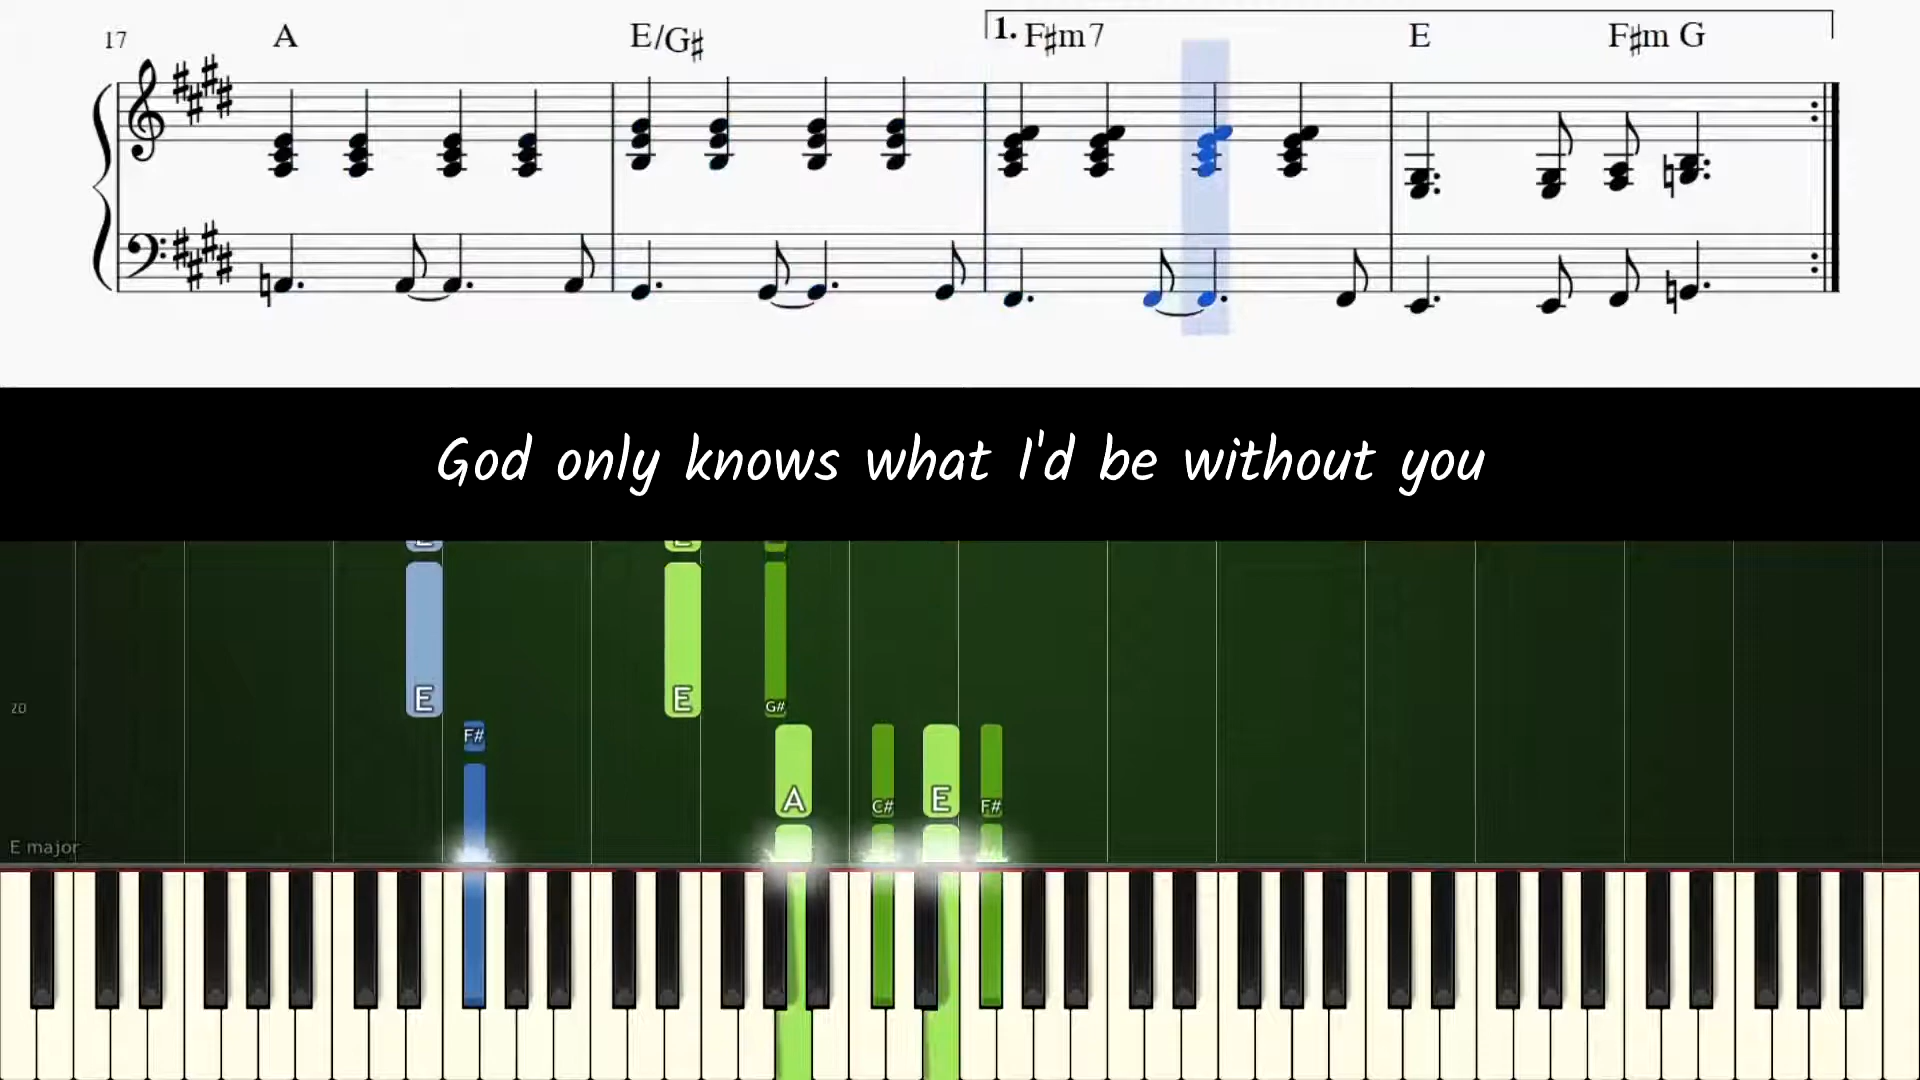 17 A E/G♯ 1. F♯m7 E F♯m G
God only knows what I'd be without you
E E G#
20
F#
A C# E F#
E major